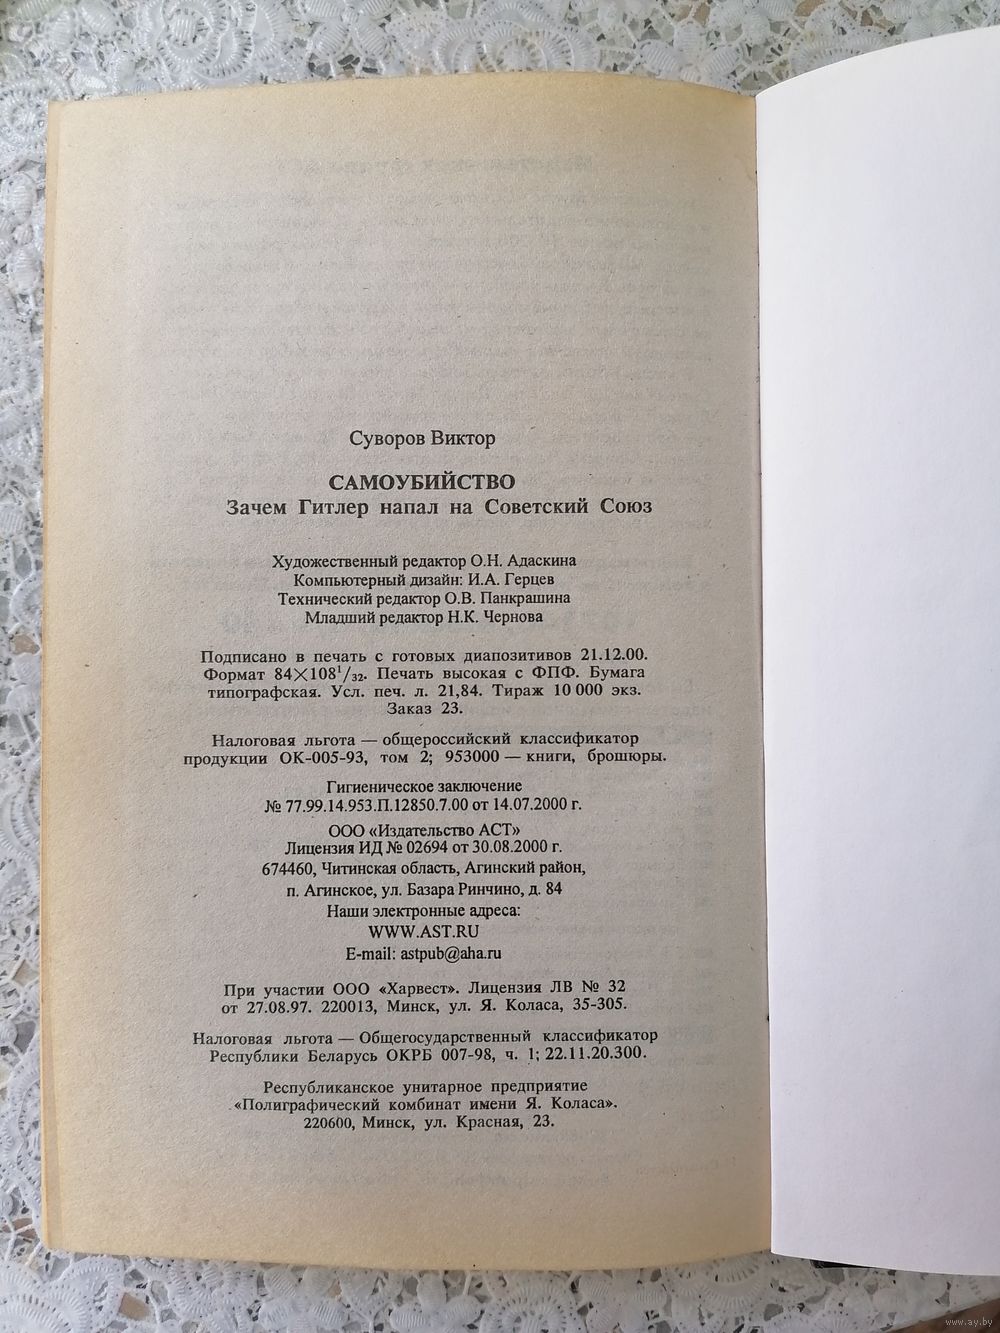 Суворов Виктор
САМОУБИЙСТВО
Зачем Гитлер напал на Советский Союз
Художественный редактор О.Н. Адаскина
Компьютерный дизайн: И.А. Герцев
Технический редактор О.В. Панкрашина
Младший редактор Н.К. Чернова
Подписано в печать с готовых диапозитивов 21.12.00.
Формат 84×108¹/₃₂. Печать высокая с ФПФ. Бумага
типографская. Усл. печ. л. 21,84. Тираж 10 000 экз.
Заказ 23.
Налоговая льгота — общероссийский классификатор
продукции ОК-005-93, том 2; 953000 — книги, брошюры.
Гигиеническое заключение
№ 77.99.14.953.П.12850.7.00 от 14.07.2000 г.
ООО «Издательство АСТ»
Лицензия ИД № 02694 от 30.08.2000 г.
674460, Читинская область, Агинский район,
п. Агинское, ул. Базара Ринчино, д. 84
Наши электронные адреса:
WWW.AST.RU
E-mail: astpub@aha.ru
При участии ООО «Харвест». Лицензия ЛВ № 32
от 27.08.97. 220013, Минск, ул. Я. Коласа, 35-305.
Налоговая льгота — Общегосударственный классификатор
Республики Беларусь ОКРБ 007-98, ч. 1; 22.11.20.300.
Республиканское унитарное предприятие
«Полиграфический комбинат имени Я. Коласа».
220600, Минск, ул. Красная, 23.
www.ay.by